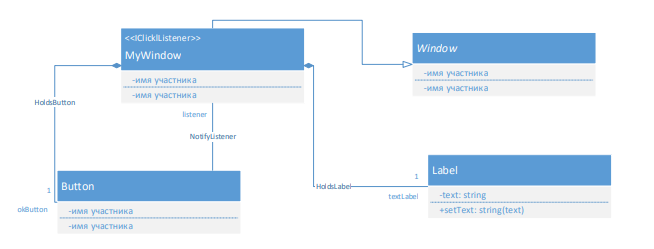 <<IClickIListener>>
MyWindow
-имя участника
-имя участника
Window
-имя участника
-имя участника
HoldsButton
listener
NotifyListener
Button
-имя участника
-имя участника
1
okButton
HoldsLabel
1
textLabel
Label
-text: string
+setText: string(text)